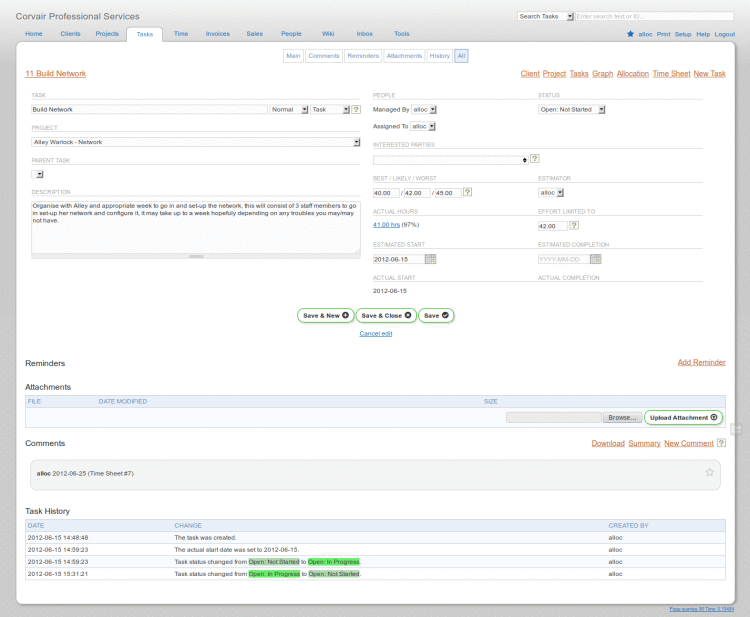 Corvair Professional Services
Search Tasks Enter search text or ID...
Home Clients Projects Tasks Time Invoices Sales People Wiki Inbox Tools
alloc Print Setup Help Logout
Main Comments Reminders Attachments History All
11 Build Network
Client Project Tasks Graph Allocation Time Sheet New Task
TASK
Build Network Normal Task ?
PROJECT
Alley Warlock - Network
PARENT TASK
DESCRIPTION
Organise with Alley and appropriate week to go in and set-up the network, this will consist of 3 staff members to go
in set-up her network and configure it, it may take up to a week hopefuly depending on any troubles you may/may
not have.
PEOPLE
Managed By alloc
Assigned To alloc
STATUS
Open: Not Started
INTERESTED PARTIES
?
BEST / LIKELY / WORST
40.00 / 42.00 / 45.00 ?
ESTIMATOR
alloc
ACTUAL HOURS
41.00 hrs (97%)
EFFORT LIMITED TO
42.00 ?
ESTIMATED START
2012-06-15
ESTIMATED COMPLETION
YYYY-MM-DD
ACTUAL START
2012-06-15
ACTUAL COMPLETION
Save & New Save & Close Save
Cancel edit
Reminders
Add Reminder
Attachments
FILE DATE MODIFIED SIZE
Browse... Upload Attachment
Comments
Download Summary New Comment ?
alloc 2012-06-25 (Time Sheet #7)
Task History
DATE CHANGE CREATED BY
2012-06-15 14:48:48 The task was created. alloc
2012-06-15 14:59:23 The actual start date was set to 2012-06-15. alloc
2012-06-15 14:59:23 Task status changed from Open: Not Started to Open: In Progress. alloc
2012-06-15 15:31:21 Task status changed from Open: In Progress to Open: Not Started. alloc